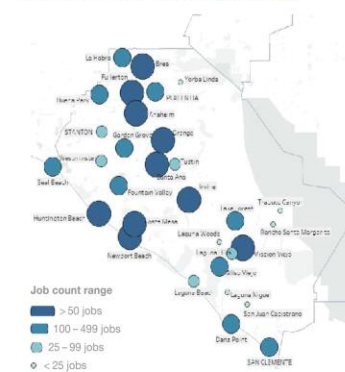 La Habra
Brea
Fullerton
Yorba Linda
Buena Park
PLACENTIA
Anaheim
STANTON
Garden Grove
Orange
Westminster
Tustin
Santa Ana
Seal Beach
Fountain Valley
Irvine
Huntington Beach
Costa Mesa
Newport Beach
Lake Forest
Trabuco Canyon
Laguna Woods
Rancho Santa Margarita
Mission Viejo
Aliso Viejo
Laguna Beach
Laguna Niguel
San Juan Capistrano
Dana Point
SAN CLEMENTE
Job count range
> 50 jobs
100 – 499 jobs
25 – 99 jobs
< 25 jobs